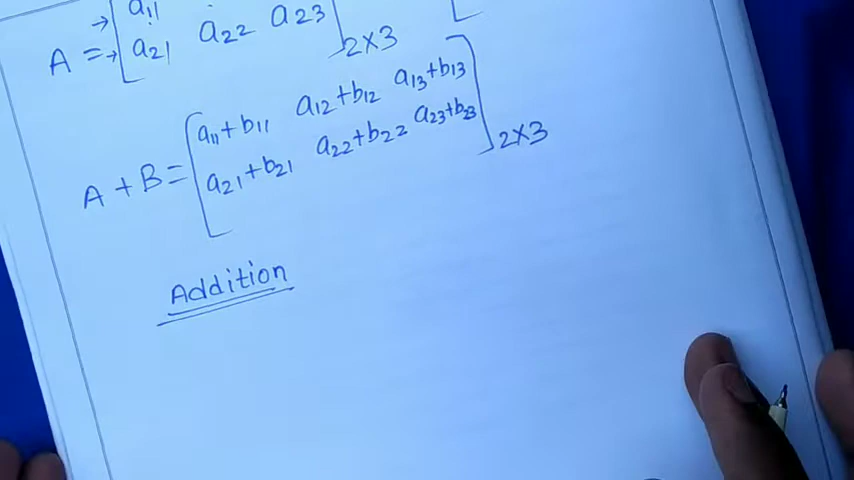 a₁₁
A = a₂₁ a₂₂ a₂₃ 2×3
A + B = a₁₁+b₁₁ a₁₂+b₁₂ a₁₃+b₁₃
a₂₁+b₂₁ a₂₂+b₂₂ a₂₃+b₂₃ 2×3
Addition